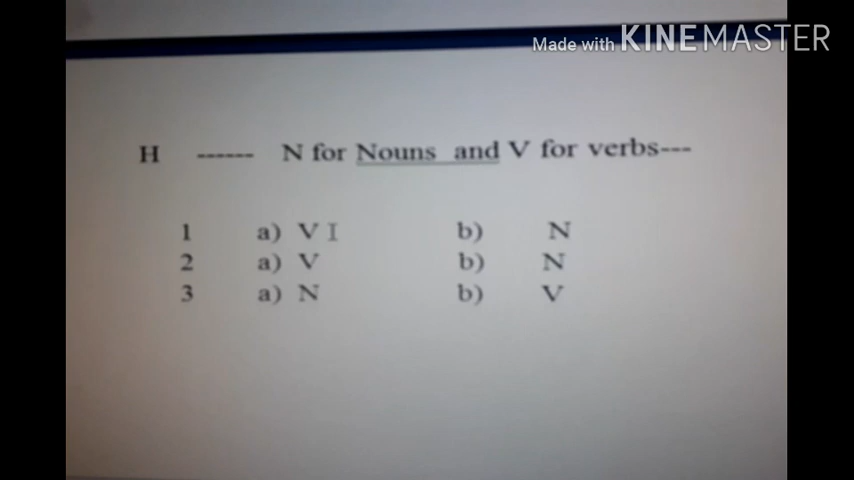 Made with KINEMASTER
H ------ N for Nouns and V for verbs---
1 a) V b) N
2 a) V b) N
3 a) N b) V